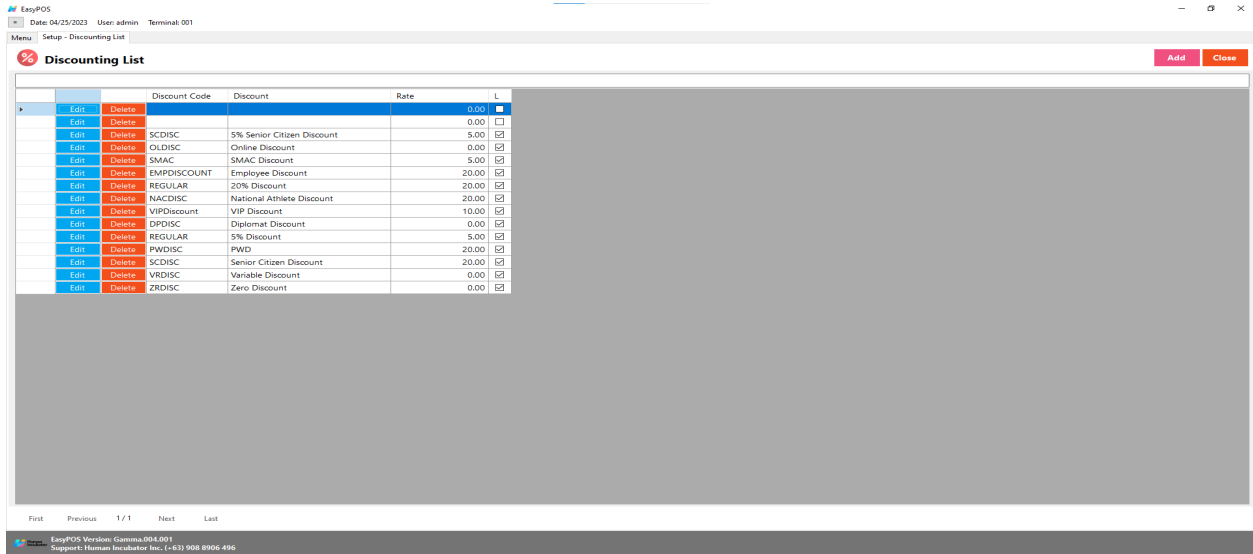 EasyPOS
Date: 04/25/2023 User: admin Terminal: 001
Menu Setup - Discounting List
% Discounting List Add Close
Discount Code Discount Rate L
Edit Delete 0.00
Edit Delete 0.00
Edit Delete SCDISC 5% Senior Citizen Discount 5.00
Edit Delete OLDISC Online Discount 0.00
Edit Delete SMAC SMAC Discount 5.00
Edit Delete EMPDISCOUNT Employee Discount 20.00
Edit Delete REGULAR 20% Discount 20.00
Edit Delete NACDISC National Athlete Discount 20.00
Edit Delete VIPDiscount VIP Discount 10.00
Edit Delete DPDISC Diplomat Discount 0.00
Edit Delete REGULAR 5% Discount 5.00
Edit Delete PWDISC PWD 20.00
Edit Delete SCDISC Senior Citizen Discount 20.00
Edit Delete VRDISC Variable Discount 0.00
Edit Delete ZRDISC Zero Discount 0.00
First Previous 1 / 1 Next Last
EasyPOS Version: Gamma.004.001
Support: Human Incubator Inc. (+63) 908 8906 496